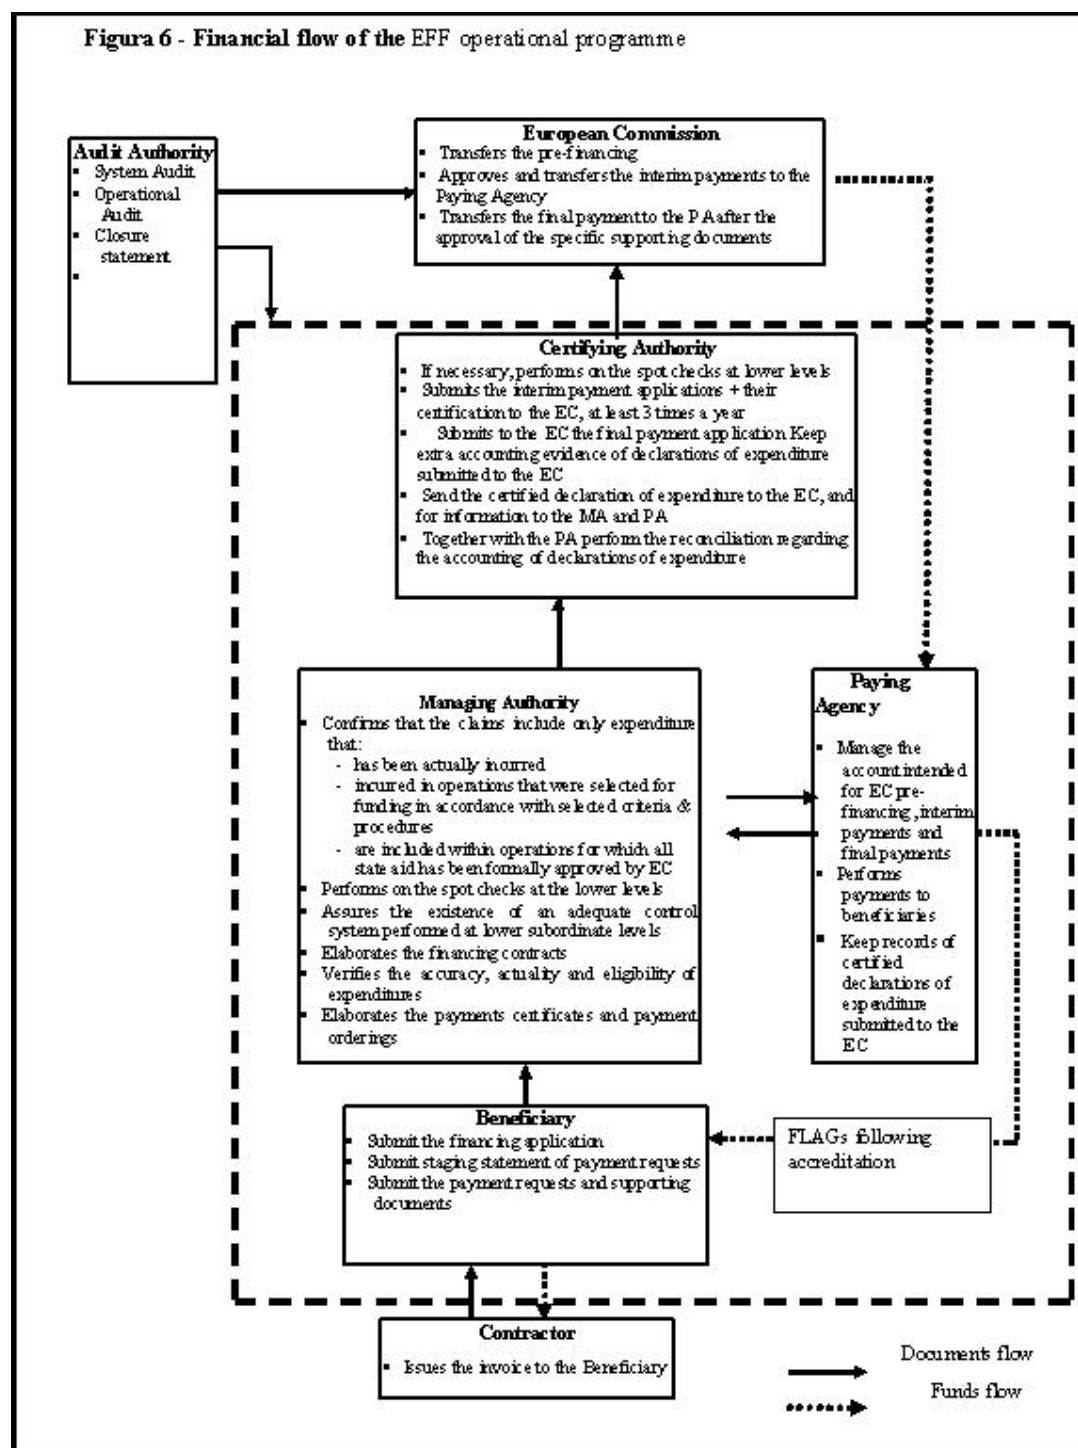 Figura 6 - Financial flow of the EFF operational programme
Audit Authority
▪ System Audit
▪ Operational
Audit
▪ Closure
statement.
▪
European Commission
▪ Transfers the pre-financing
▪ Approves and transfers the interim payments to the
Paying Agency
▪ Transfers the final payment to the PA after the
approval of the specific supporting documents
Certifying Authority
▪ If necessary, performs on the spot checks at lower levels
▪ Submits the interim payment applications + their
certification to the EC, at least 3 times a year
▪ Submits to the EC the final payment application. Keep
extra accounting evidence of declarations of expenditure
submitted to the EC
▪ Send the certified declaration of expenditure to the EC, and
for information to the MA and PA
▪ Together with the PA perform the reconciliation regarding
the accounting of declarations of expenditure
Managing Authority
▪ Confirms that the claims include only expenditure
that:
- has been actually incurred
- incurred in operations that were selected for
funding in accordance with selected criteria &
procedures
- are included within operations for which all
state aid has been formally approved by EC
▪ Performs on the spot checks at the lower levels
▪ Assures the existence of an adequate control
system performed at lower subordinate levels
▪ Elaborates the financing contracts
▪ Verifies the accuracy, actuality and eligibility of
expenditures
▪ Elaborates the payments certificates and payment
orderings
Paying
Agency
▪ Manage the
account intended
for EC pre-
financing, interim
payments and
final payments
▪ Performs
payments to
beneficiaries
▪ Keep records of
certified
declarations of
expenditure
submitted to the
EC
Beneficiary
▪ Submit the financing application
▪ Submit staging statement of payment requests
▪ Submit the payment requests and supporting
documents
FLAGs following
accreditation
Contractor
▪ Issues the invoice to the Beneficiary
Documents flow
Funds flow